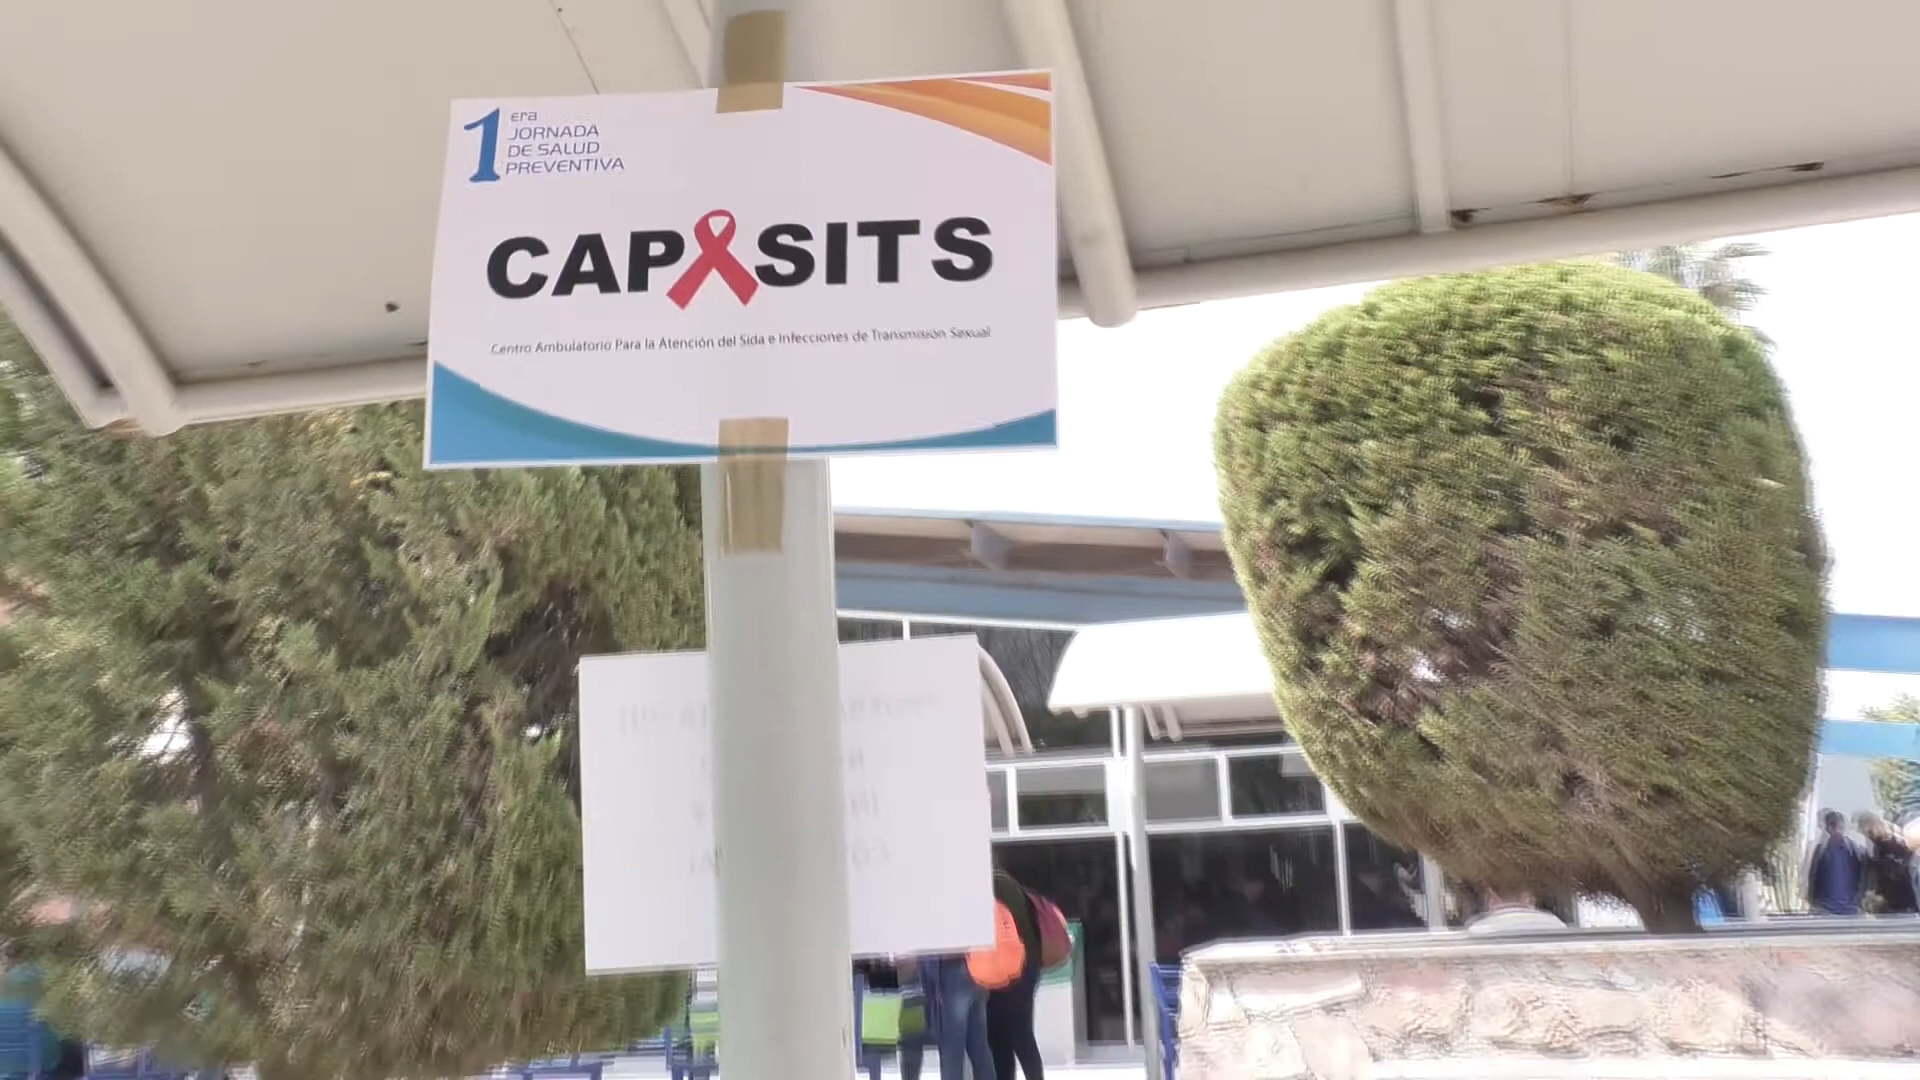 1era
JORNADA
DE SALUD
PREVENTIVA
CAPASITS
Centro Ambulatorio Para la Atención del Sida e Infecciones de Transmisión Sexual